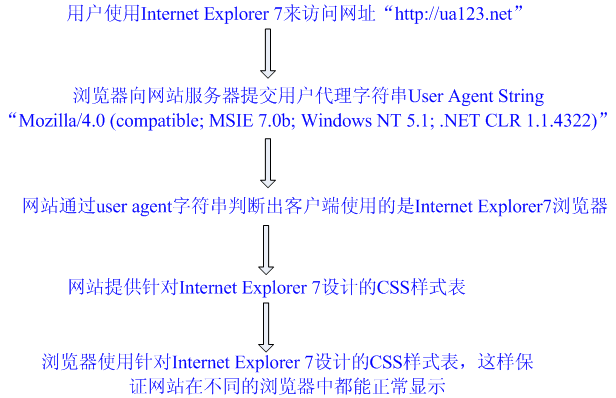 用户使用Internet Explorer 7来访问网址“http://ua123.net”
浏览器向网站服务器提交用户代理字符串User Agent String
“Mozilla/4.0 (compatible; MSIE 7.0b; Windows NT 5.1; .NET CLR 1.1.4322)”
网站通过user agent字符串判断出客户端使用的是Internet Explorer7浏览器
网站提供针对Internet Explorer 7设计的CSS样式表
浏览器使用针对Internet Explorer 7设计的CSS样式表，这样保
证网站在不同的浏览器中都能正常显示